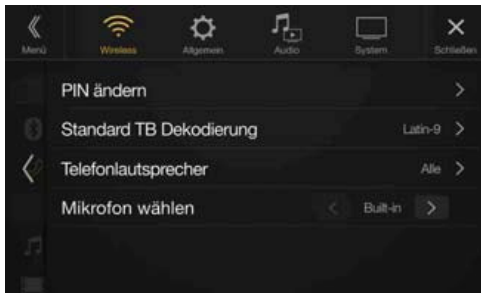 Menü Wireless Allgemein Audio System Schließen
PIN ändern
Standard TB Dekodierung Latin-9
Telefonlautsprecher Alle
Mikrofon wählen Built-in